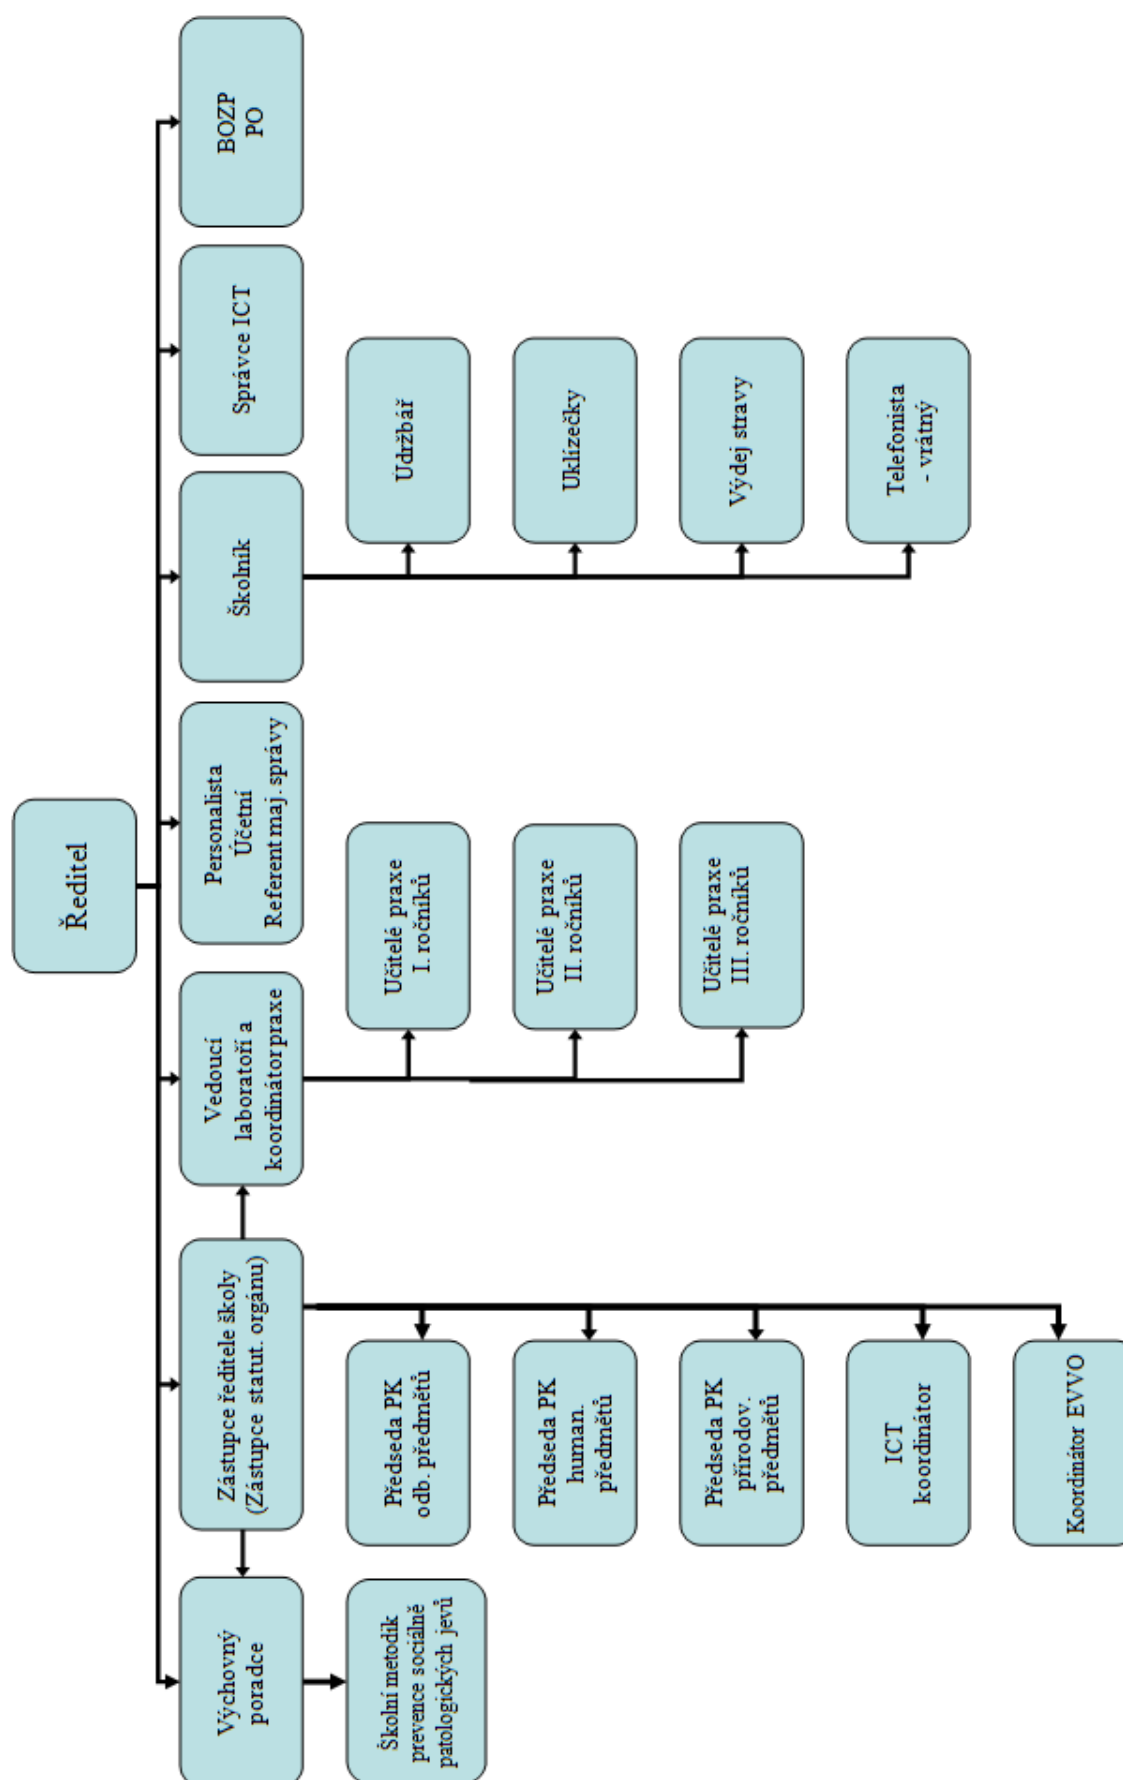 Ředitel
Výchovný
poradce
Zástupce ředitele školy
(Zástupce statut. orgánu)
Vedoucí
laboratoří a
koordinátor praxe
Personalista
Účetní
Referent maj. správy
Školník
Správce ICT
BOZP
PO
Školní metodik
prevence sociálně
patologických jevů
Předseda PK
odb. předmětů
Předseda PK
human.
předmětů
Předseda PK
přírodov.
předmětů
ICT
koordinátor
Koordinátor EVVO
Učitelé praxe
I. ročníků
Učitelé praxe
II. ročníků
Učitelé praxe
III. ročníků
Údržbář
Uklízečky
Výdej stravy
Telefonista
- vrátný